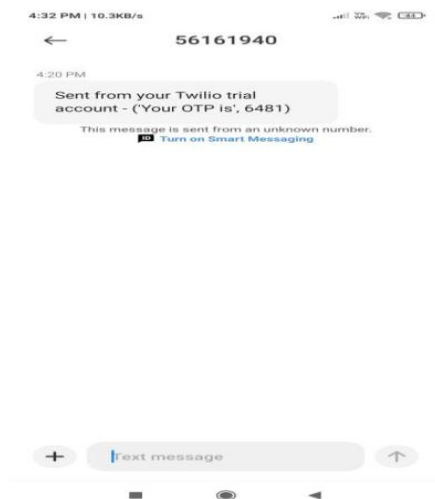 4:32 PM | 10.3KB/s
56161940
4:20 PM
Sent from your Twilio trial
account - ('Your OTP is', 6481)
This message is sent from an unknown number.
Turn on Smart Messaging
Text message